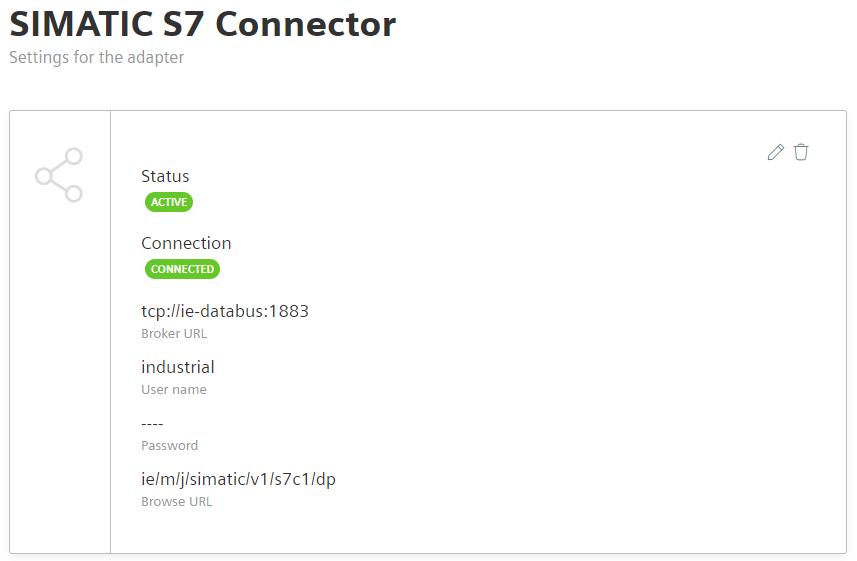 SIMATIC S7 Connector
Settings for the adapter
Status
ACTIVE
Connection
CONNECTED
tcp://ie-databus:1883
Broker URL
industrial
User name
----
Password
ie/m/j/simatic/v1/s7c1/dp
Browse URL